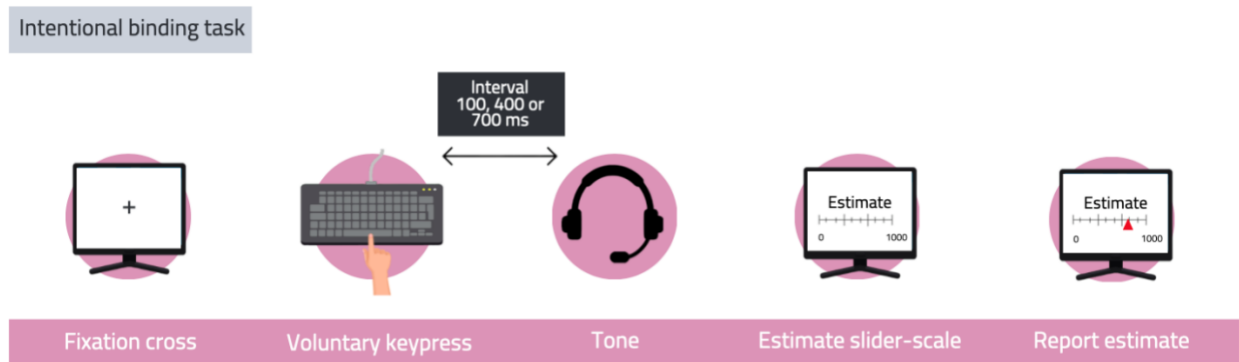 Intentional binding task
Interval
100, 400 or
700 ms
+
Estimate
0 1000
Estimate
0 1000
Fixation cross
Voluntary keypress
Tone
Estimate slider-scale
Report estimate